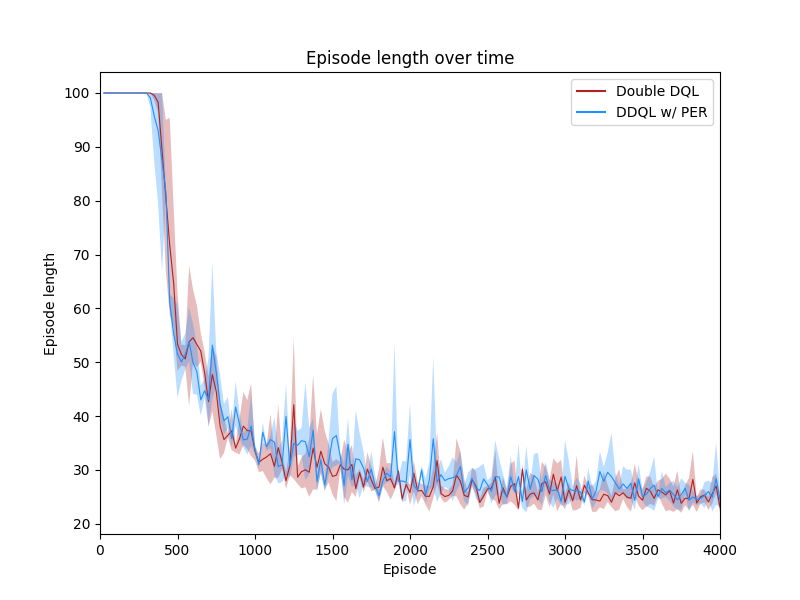 Episode length over time
Double DQL
DDQL w/ PER
Episode length
100
90
80
70
60
50
40
30
20
0 500 1000 1500 2000 2500 3000 3500 4000
Episode